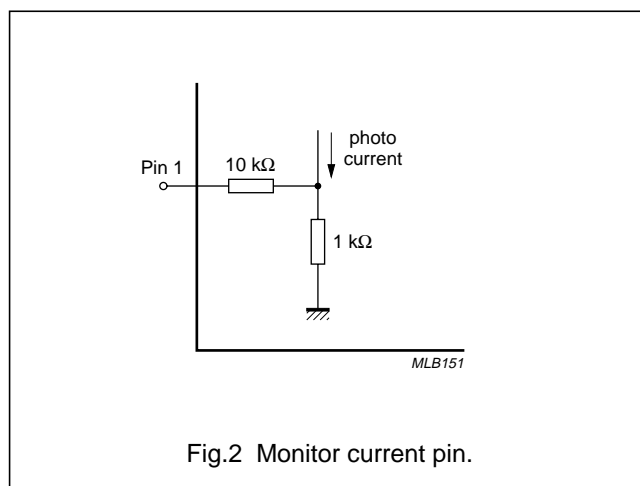 photo
current
Pin 1
10 kΩ
1 kΩ
MLB151
Fig.2 Monitor current pin.